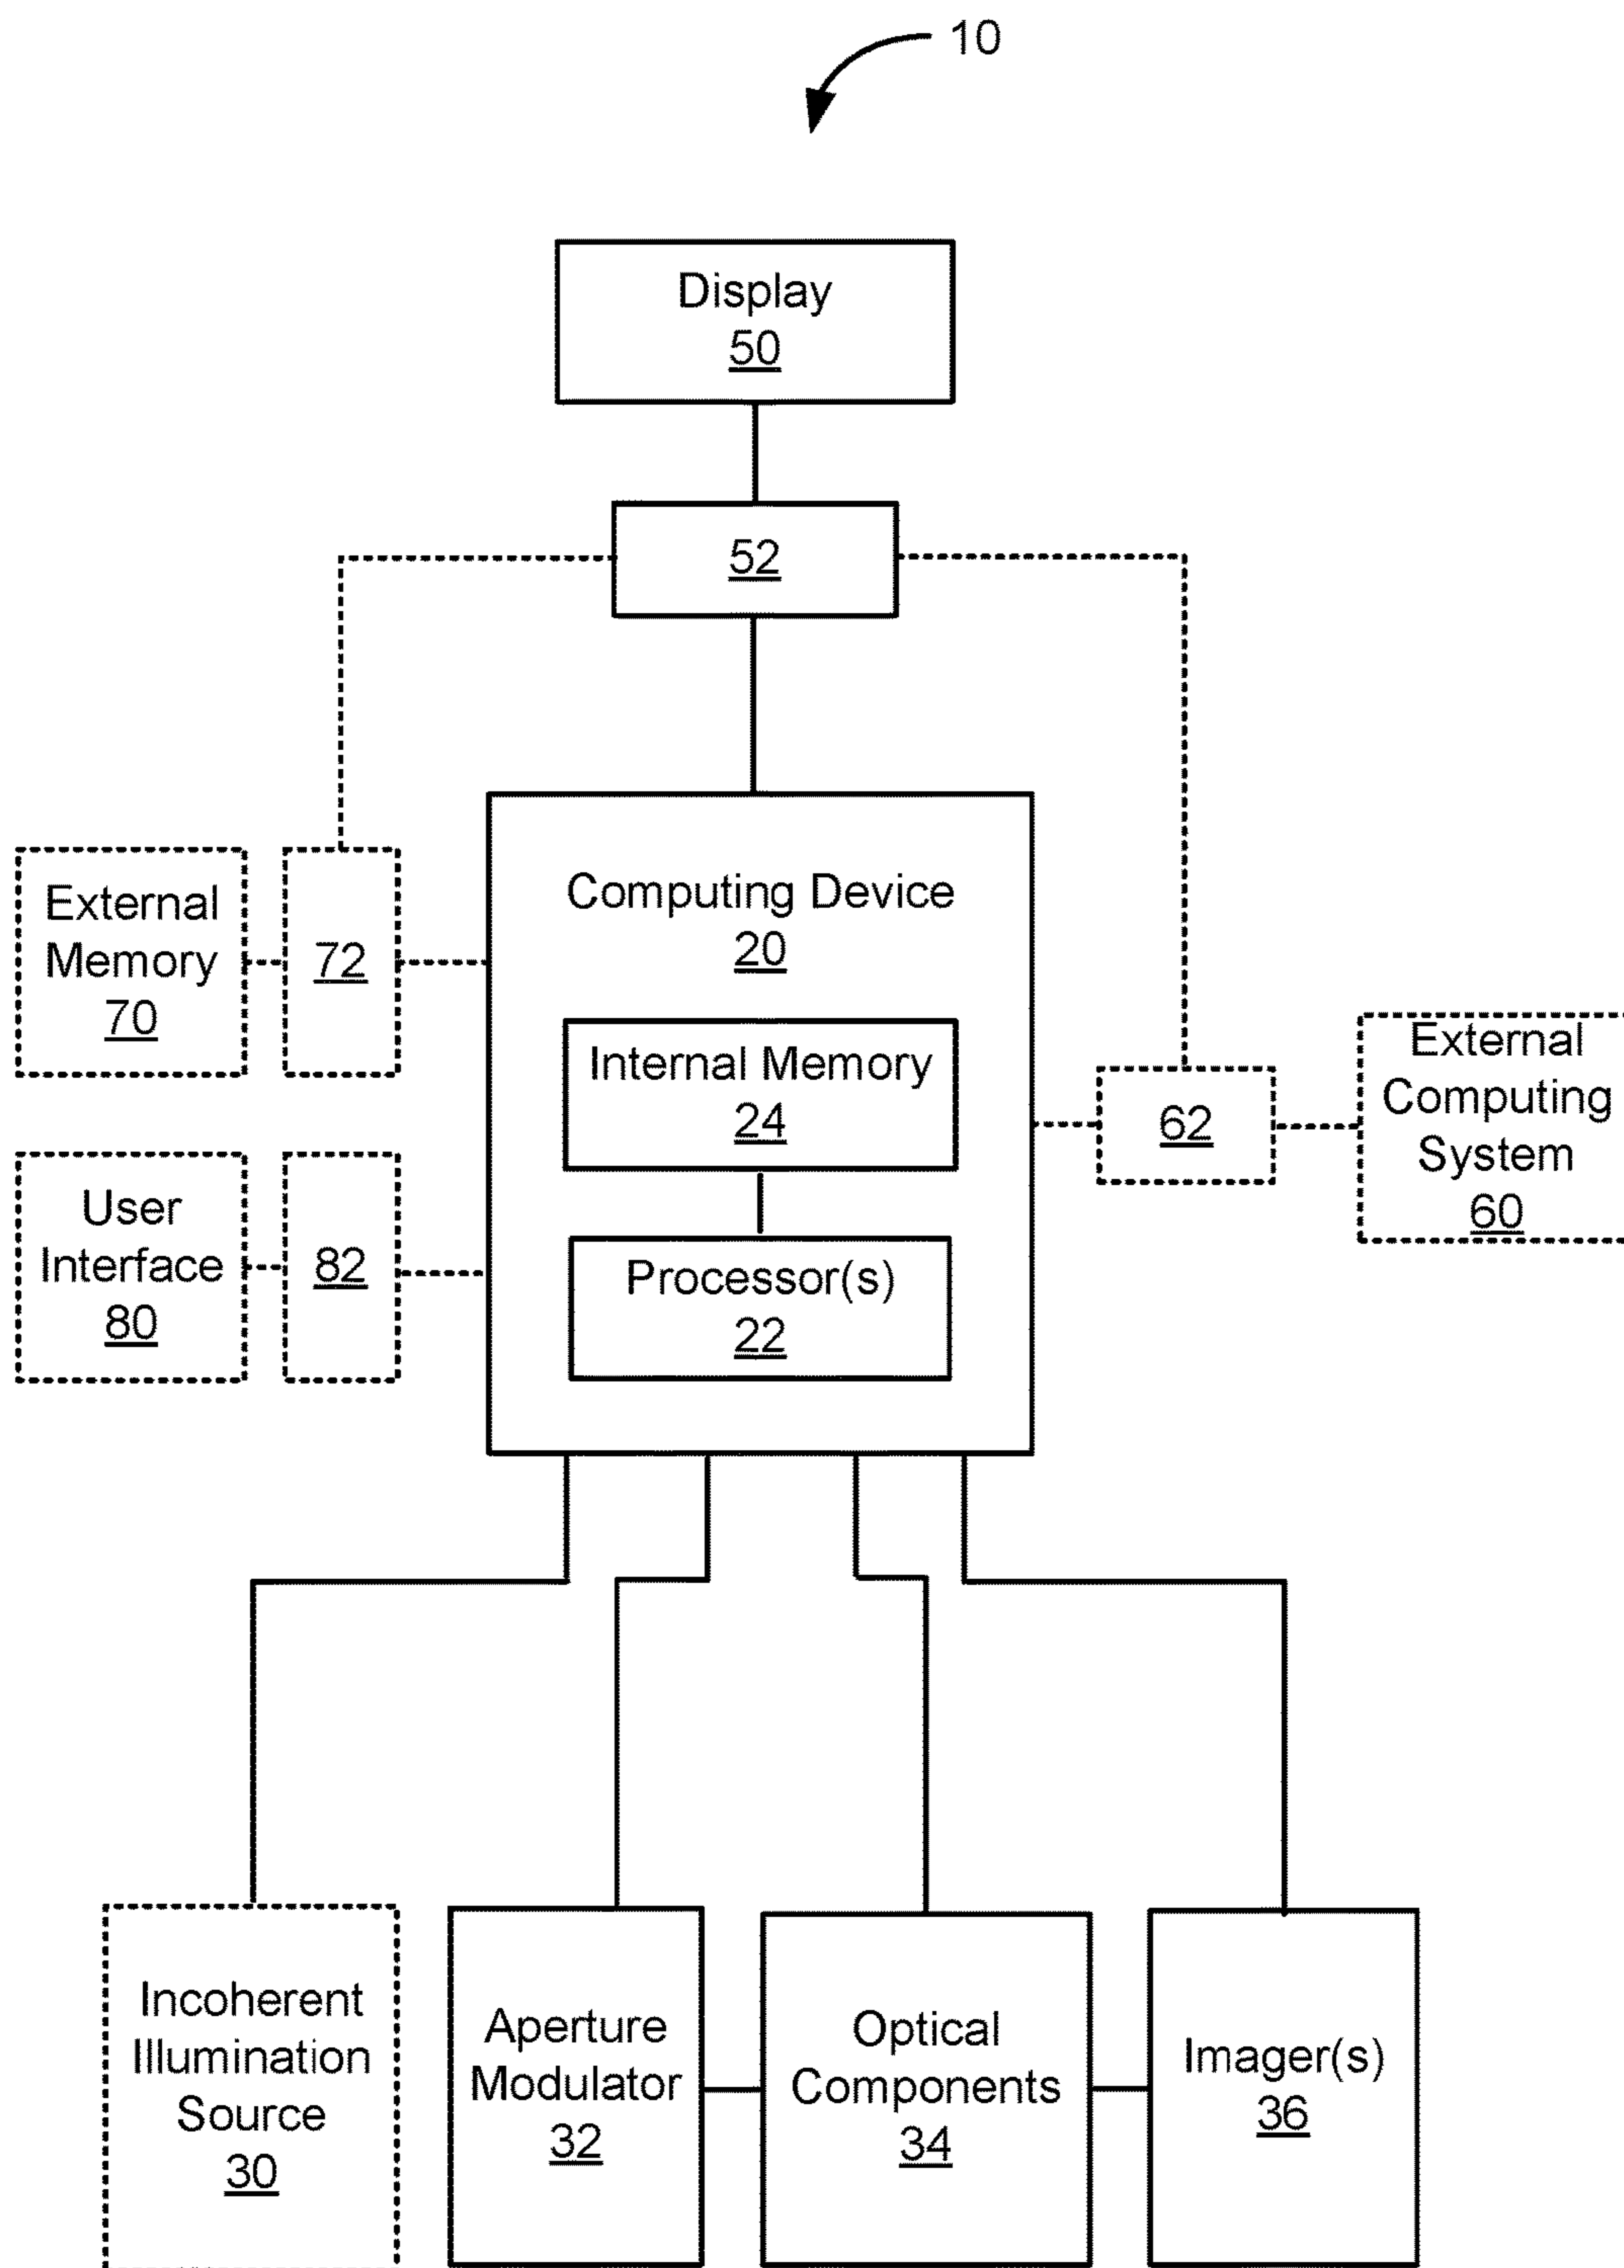 10
Display
50
52
External
Memory
70
72
Computing Device
20
Internal Memory
24
Processor(s)
22
User
Interface
80
82
62
External
Computing
System
60
Incoherent
Illumination
Source
30
Aperture
Modulator
32
Optical
Components
34
Imager(s)
36